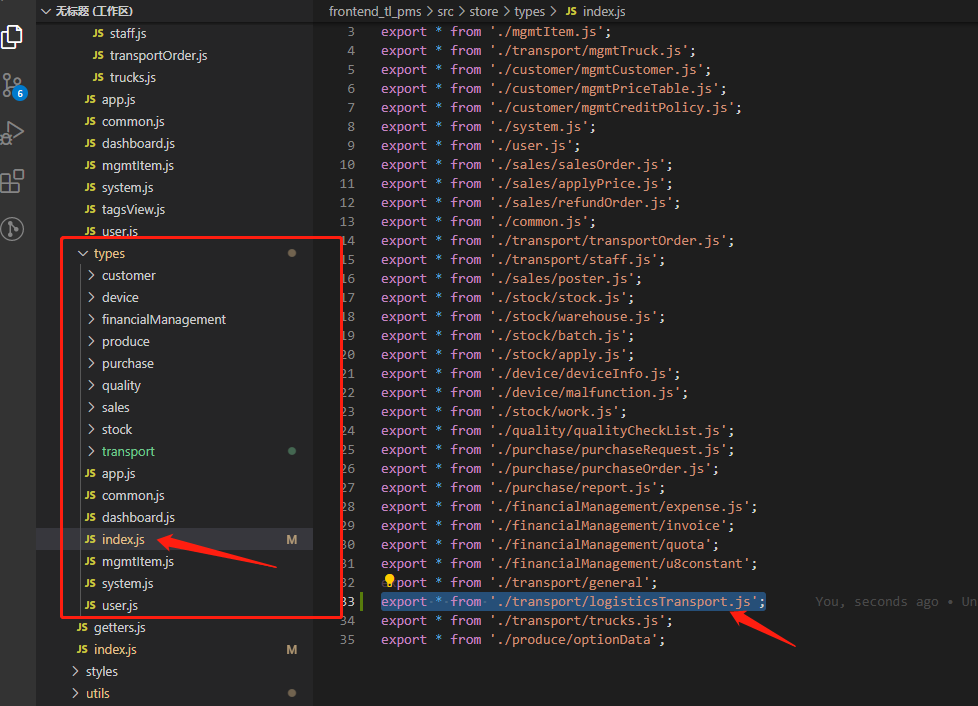 无标题 (工作区)
JS staff.js
JS transportOrder.js
JS trucks.js
JS app.js
JS common.js
JS dashboard.js
JS mgmtItem.js
JS system.js
JS tagsView.js
JS user.js
types
customer
device
financialManagement
produce
purchase
quality
sales
stock
transport
JS app.js
JS common.js
JS dashboard.js
JS index.js M
JS mgmtItem.js
JS system.js
JS user.js
JS getters.js
JS index.js M
styles
utils
6
frontend_tl_pms > src > store > types > JS index.js
3 export * from './mgmtItem.js';
4 export * from './transport/mgmtTruck.js';
5 export * from './customer/mgmtCustomer.js';
6 export * from './customer/mgmtPriceTable.js';
7 export * from './customer/mgmtCreditPolicy.js';
8 export * from './system.js';
9 export * from './user.js';
10 export * from './sales/salesOrder.js';
11 export * from './sales/applyPrice.js';
12 export * from './sales/refundOrder.js';
13 export * from './common.js';
14 export * from './transport/transportOrder.js';
15 export * from './transport/staff.js';
16 export * from './sales/poster.js';
17 export * from './stock/stock.js';
18 export * from './stock/warehouse.js';
19 export * from './stock/batch.js';
20 export * from './stock/apply.js';
21 export * from './device/deviceInfo.js';
22 export * from './device/malfunction.js';
23 export * from './stock/work.js';
24 export * from './quality/qualityCheckList.js';
25 export * from './purchase/purchaseRequest.js';
26 export * from './purchase/purchaseOrder.js';
27 export * from './purchase/report.js';
28 export * from './financialManagement/expense.js';
29 export * from './financialManagement/invoice';
30 export * from './financialManagement/quota';
31 export * from './financialManagement/u8constant';
32 export * from './transport/general';
33 export * from './transport/logisticsTransport.js'; You, seconds ago • Un
34 export * from './transport/trucks.js';
35 export * from './produce/optionData';